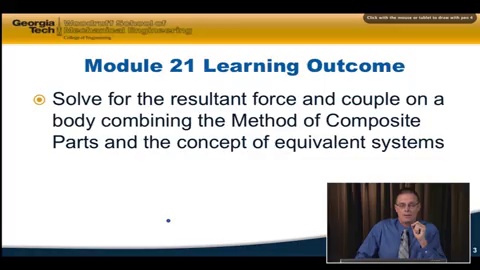 Click with the mouse or tablet to draw with pen 4
Georgia Tech
Woodruff School of
Mechanical Engineering
College of Engineering
Module 21 Learning Outcome
Solve for the resultant force and couple on a
body combining the Method of Composite
Parts and the concept of equivalent systems
3